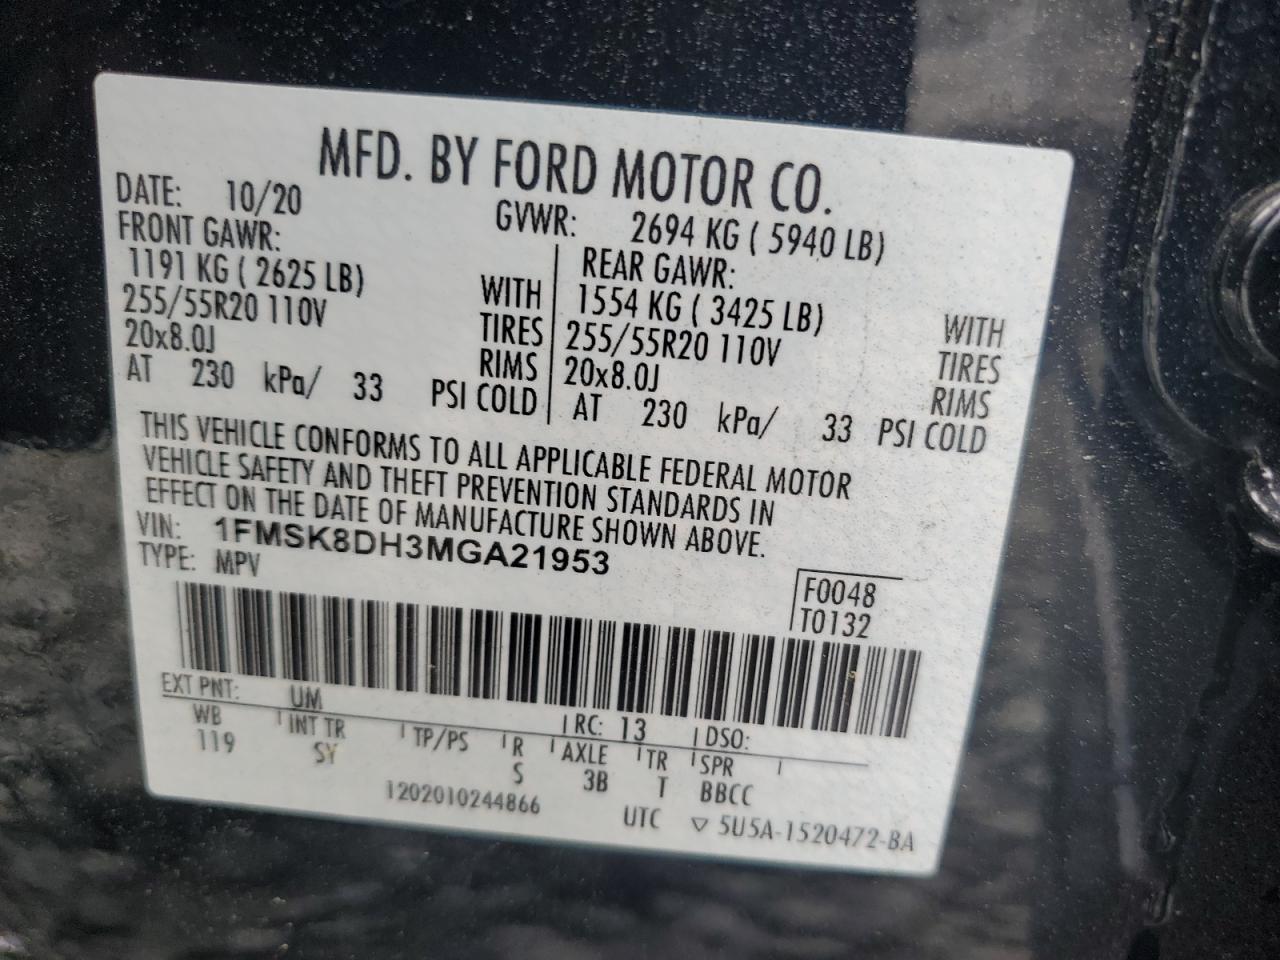 MFD. BY FORD MOTOR CO.
DATE: 10/20 GVWR: 2694 KG ( 5940 LB)
FRONT GAWR: REAR GAWR:
1191 KG ( 2625 LB) WITH 1554 KG ( 3425 LB) WITH
255/55R20 110V TIRES 255/55R20 110V TIRES
20x8.0J RIMS 20x8.0J RIMS
AT 230 kPa/ 33 PSI COLD AT 230 kPa/ 33 PSI COLD
THIS VEHICLE CONFORMS TO ALL APPLICABLE FEDERAL MOTOR
VEHICLE SAFETY AND THEFT PREVENTION STANDARDS IN
EFFECT ON THE DATE OF MANUFACTURE SHOWN ABOVE.
VIN: 1FMSK8DH3MGA21953
TYPE: MPV
F0048
T0132
EXT PNT: UM RC: 13 DSO:
WB INT TR TP/PS R AXLE TR SPR
119 SY S 3B T BBCC
1202010244866 UTC ▽ 5U5A-1520472-BA